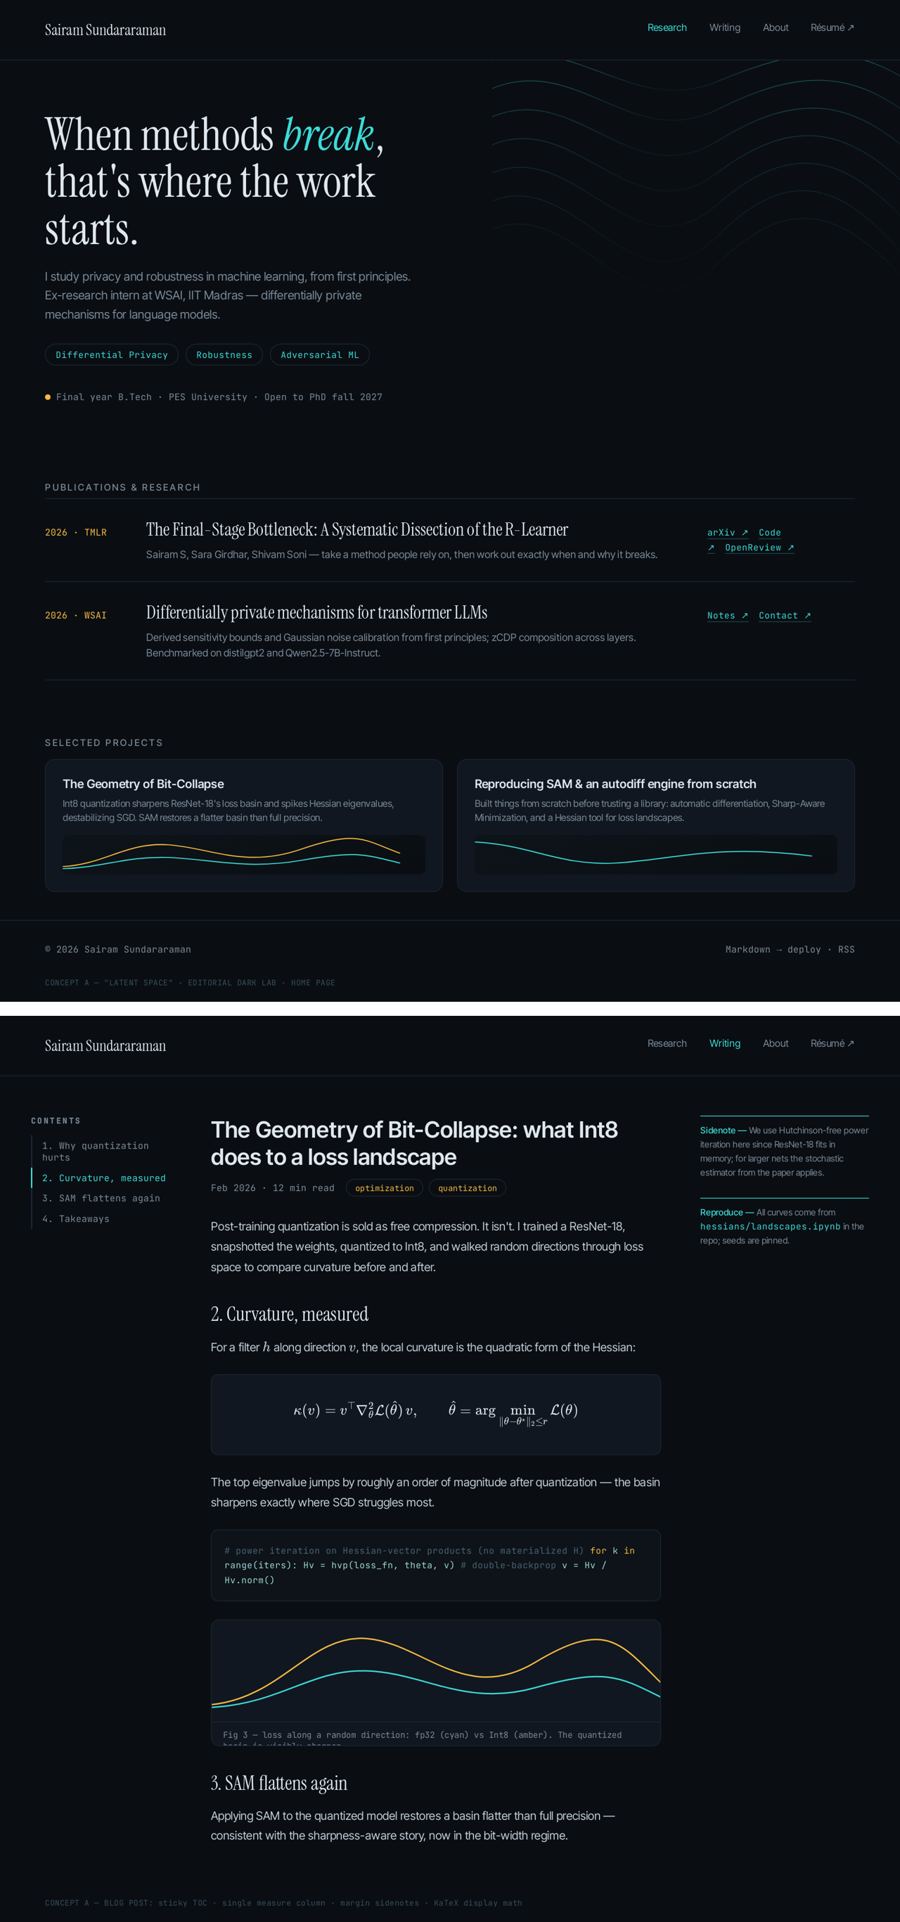 Sairam Sundararaman
Research Writing About Résumé ↗
When methods break,
that's where the work
starts.
I study privacy and robustness in machine learning, from first principles.
Ex-research intern at WSAI, IIT Madras — differentially private
mechanisms for language models.
Differential Privacy Robustness Adversarial ML
Final year B.Tech · PES University · Open to PhD fall 2027
PUBLICATIONS & RESEARCH
2026 · TMLR
The Final-Stage Bottleneck: A Systematic Dissection of the R-Learner
Sairam S, Sara Girdhar, Shivam Soni — take a method people rely on, then work out exactly when and why it breaks.
arXiv ↗ Code
↗ OpenReview ↗
2026 · WSAI
Differentially private mechanisms for transformer LLMs
Derived sensitivity bounds and Gaussian noise calibration from first principles; zCDP composition across layers.
Benchmarked on distilgpt2 and Qwen2.5-7B-Instruct.
Notes ↗ Contact ↗
SELECTED PROJECTS
The Geometry of Bit-Collapse
Int8 quantization sharpens ResNet-18's loss basin and spikes Hessian eigenvalues,
destabilizing SGD. SAM restores a flatter basin than full precision.
Reproducing SAM & an autodiff engine from scratch
Built things from scratch before trusting a library: automatic differentiation, Sharp-Aware
Minimization, and a Hessian tool for loss landscapes.
© 2026 Sairam Sundararaman
Markdown → deploy · RSS
CONCEPT A — "LATENT SPACE" · EDITORIAL DARK LAB · HOME PAGE
Sairam Sundararaman
Research Writing About Résumé ↗
CONTENTS
1. Why quantization
hurts
2. Curvature, measured
3. SAM flattens again
4. Takeaways
The Geometry of Bit-Collapse: what Int8
does to a loss landscape
Feb 2026 · 12 min read optimization quantization
Post-training quantization is sold as free compression. It isn't. I trained a ResNet-18,
snapshotted the weights, quantized to Int8, and walked random directions through loss
space to compare curvature before and after.
2. Curvature, measured
For a filter h along direction v, the local curvature is the quadratic form of the Hessian:
κ(v) = v⊤∇²θL(θ̂) v, θ̂ = arg min‖θ−θ*‖₂≤r L(θ)
The top eigenvalue jumps by roughly an order of magnitude after quantization — the basin
sharpens exactly where SGD struggles most.
# power iteration on Hessian-vector products (no materialized H) for k in
range(iters): Hv = hvp(loss_fn, theta, v) # double-backprop v = Hv /
Hv.norm()
Fig 3 — loss along a random direction: fp32 (cyan) vs Int8 (amber). The quantized
3. SAM flattens again
Applying SAM to the quantized model restores a basin flatter than full precision —
consistent with the sharpness-aware story, now in the bit-width regime.
Sidenote — We use Hutchinson-free power
iteration here since ResNet-18 fits in
memory; for larger nets the stochastic
estimator from the paper applies.
Reproduce — All curves come from
hessians/landscapes.ipynb in the
repo; seeds are pinned.
CONCEPT A — BLOG POST: sticky TOC · single measure column · margin sidenotes · KaTeX display math